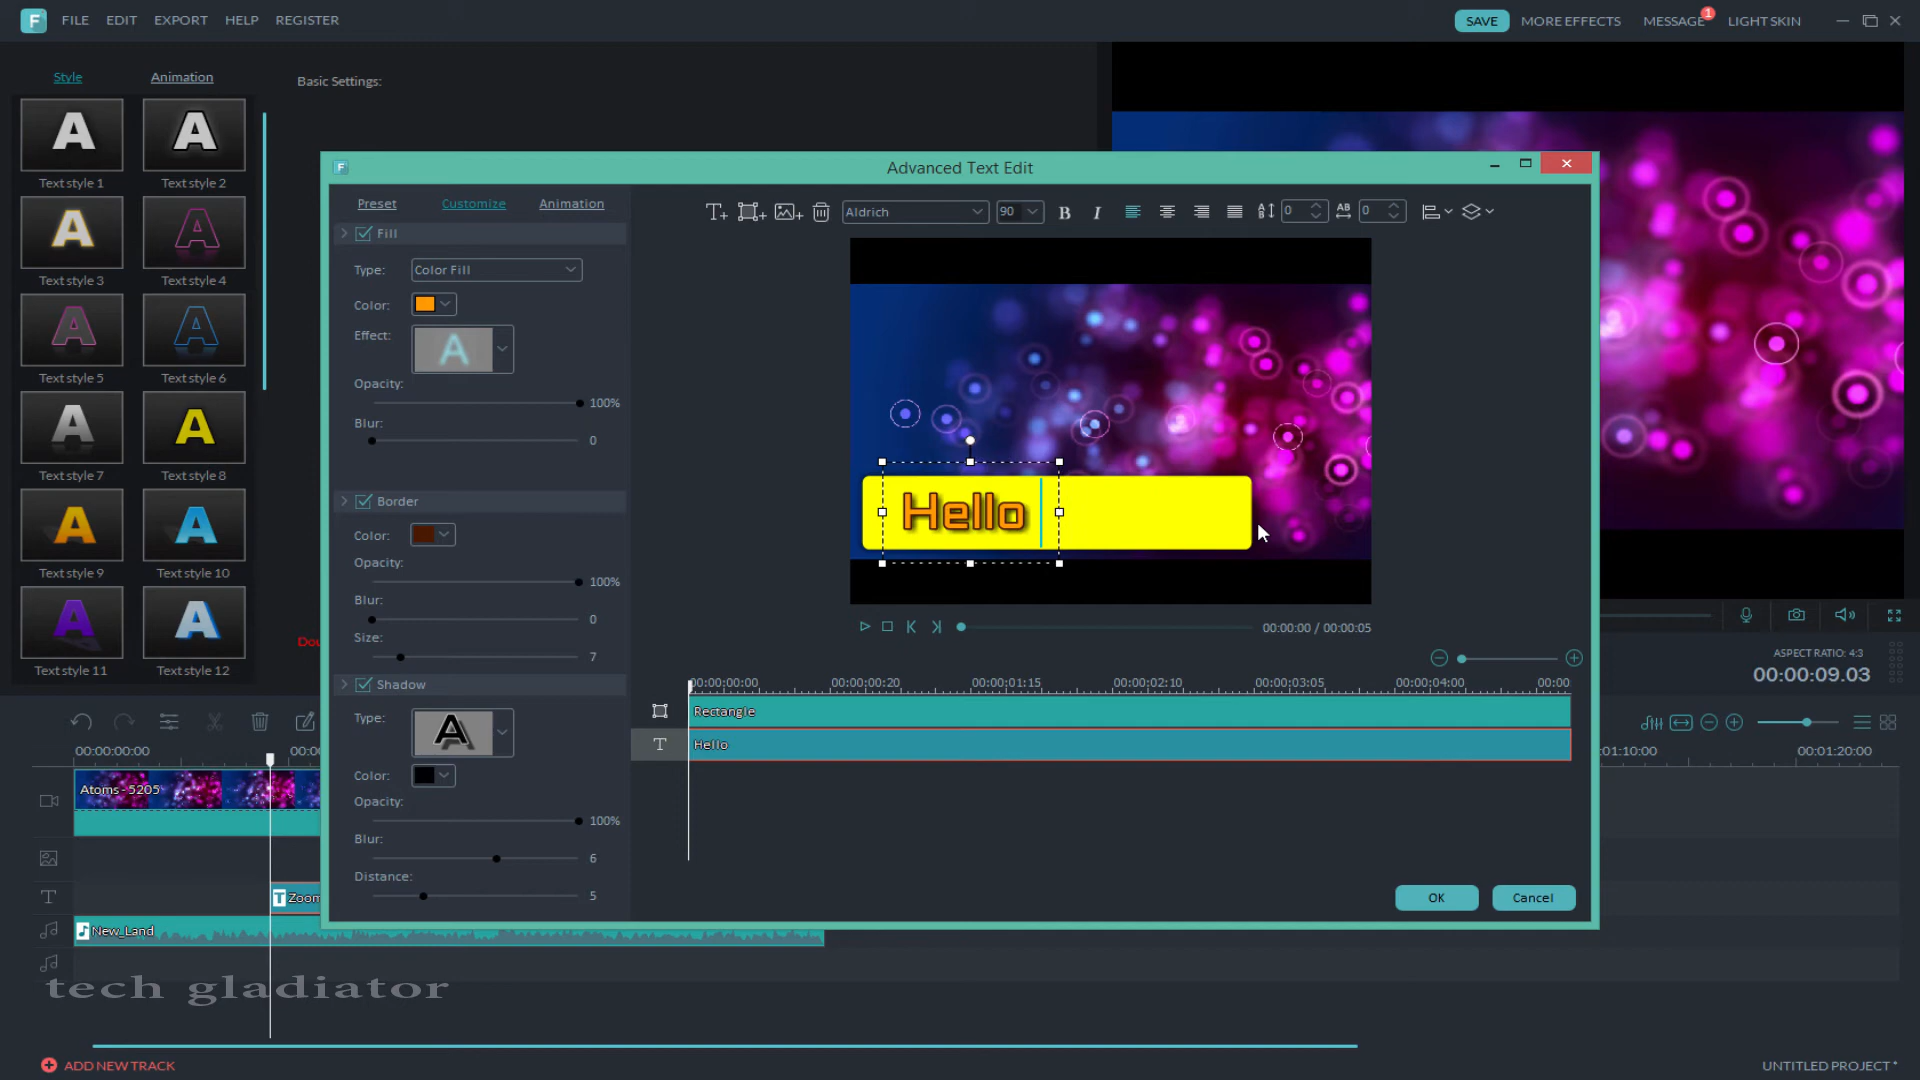 F FILE EDIT EXPORT HELP REGISTER SAVE MORE EFFECTS MESSAGE 1 LIGHT SKIN
Style Animation Basic Settings:
A A
Text style 1 Text style 2
A A
Text style 3 Text style 4
A A
Text style 5 Text style 6
A A
Text style 7 Text style 8
A A
Text style 9 Text style 10
A A
Text style 11 Text style 12
Dou
F Advanced Text Edit
Preset Customize Animation
Fill
Type: Color Fill
Color:
Effect: A
Opacity:
100%
Blur:
0
Border
Color:
Opacity:
100%
Blur:
0
Size:
7
Shadow
Type: A
Color:
Opacity:
100%
Blur:
6
Distance:
5
T+ Aldrich 90 B I 0 AB 0
Hello
00:00:00 / 00:00:05
00:00:00:00 00:00:00:20 00:00:01:15 00:00:02:10 00:00:03:05 00:00:04:00 00:00
Rectangle
T Hello
OK Cancel
ASPECT RATIO: 4:3
00:00:09.03
00:00:00:00 00:0 :01:10:00 00:01:20:00
Atoms - 5205
T T Zoom
New_Land
tech gladiator
ADD NEW TRACK UNTITLED PROJECT *